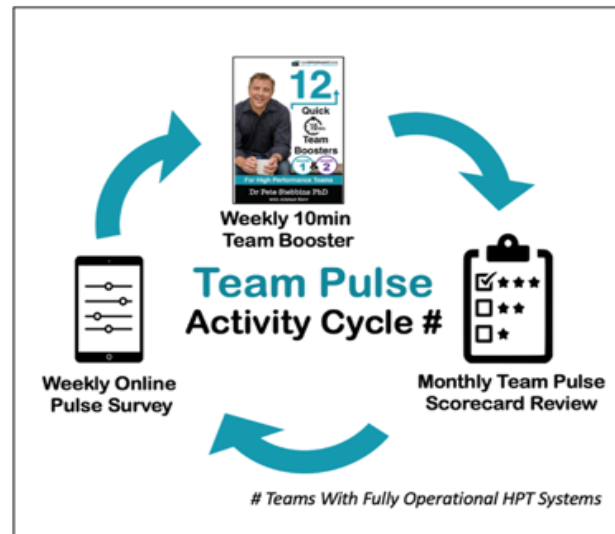 12
Quick
Team
Boosters
1 & 2
For High Performance Teams
Dr Pete Stebbins PhD
Weekly 10min
Team Booster
Team Pulse
Activity Cycle #
Weekly Online
Pulse Survey
Monthly Team Pulse
Scorecard Review
# Teams With Fully Operational HPT Systems